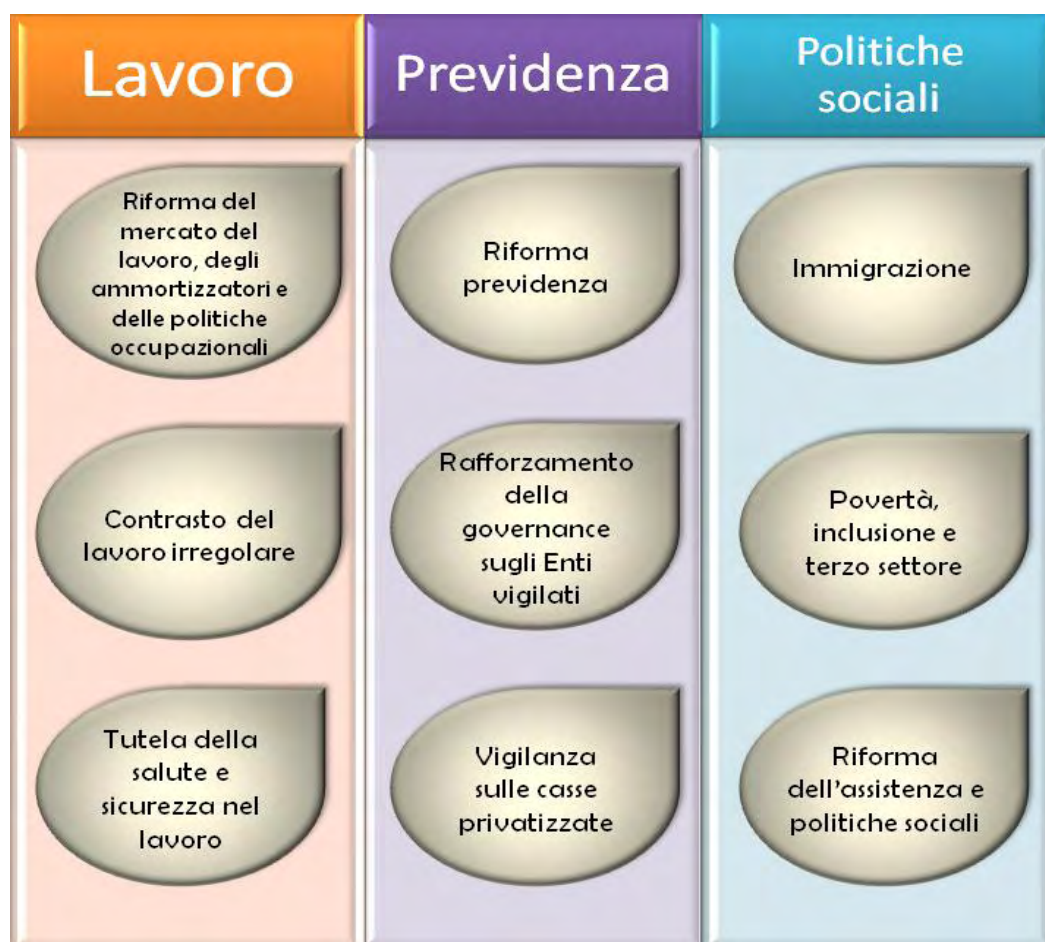 Lavoro
Riforma del
mercato del
lavoro, degli
ammortizzatori e
delle politiche
occupazionali
Contrasto del
lavoro irregolare
Tutela della
salute e
sicurezza nel
lavoro
Previdenza
Riforma
previdenza
Rafforzamento
della
governance
sugli Enti
vigilati
Vigilanza
sulle casse
privatizzate
Politiche
sociali
Immigrazione
Povertà,
inclusione e
terzo settore
Riforma
dell'assistenza e
politiche sociali